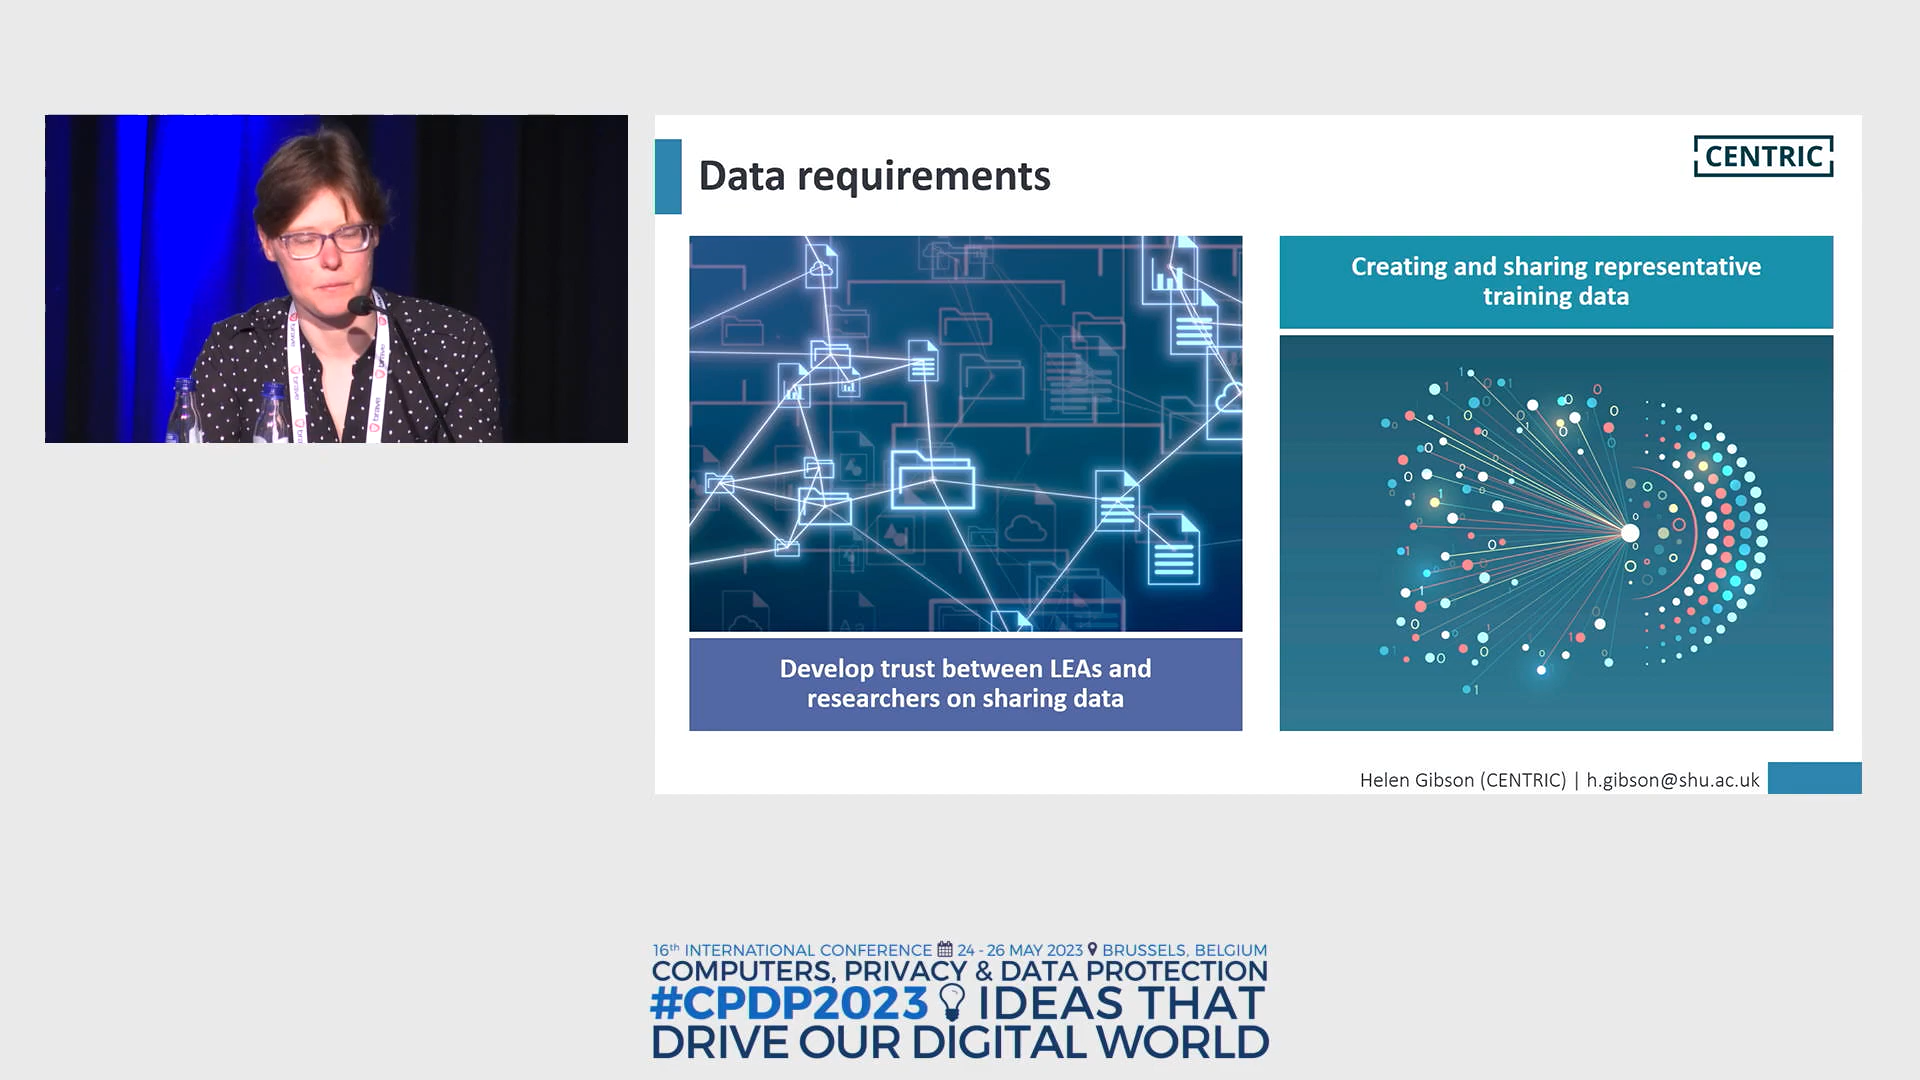 Data requirements
CENTRIC
Creating and sharing representative
training data
Develop trust between LEAs and
researchers on sharing data
Helen Gibson (CENTRIC) | h.gibson@shu.ac.uk
16th INTERNATIONAL CONFERENCE 24 - 26 MAY 2023 BRUSSELS, BELGIUM
COMPUTERS, PRIVACY & DATA PROTECTION
#CPDP2023 IDEAS THAT
DRIVE OUR DIGITAL WORLD